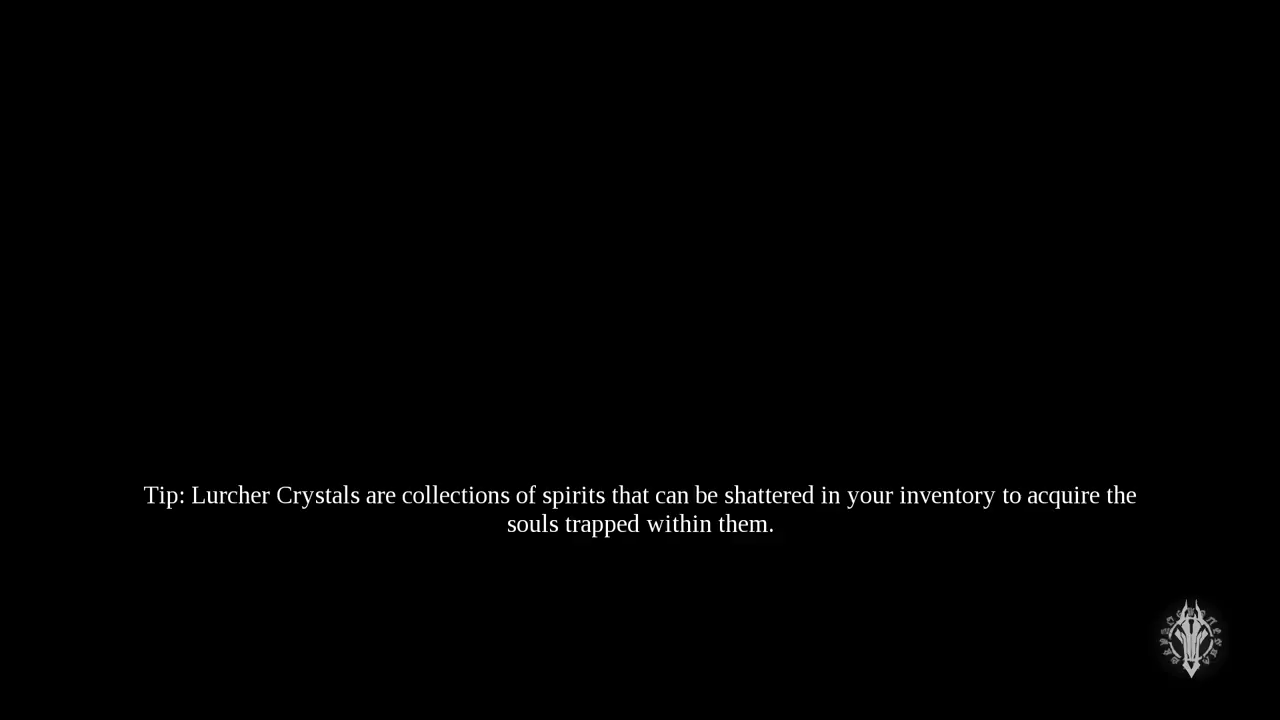 Tip: Lurcher Crystals are collections of spirits that can be shattered in your inventory to acquire the
souls trapped within them.